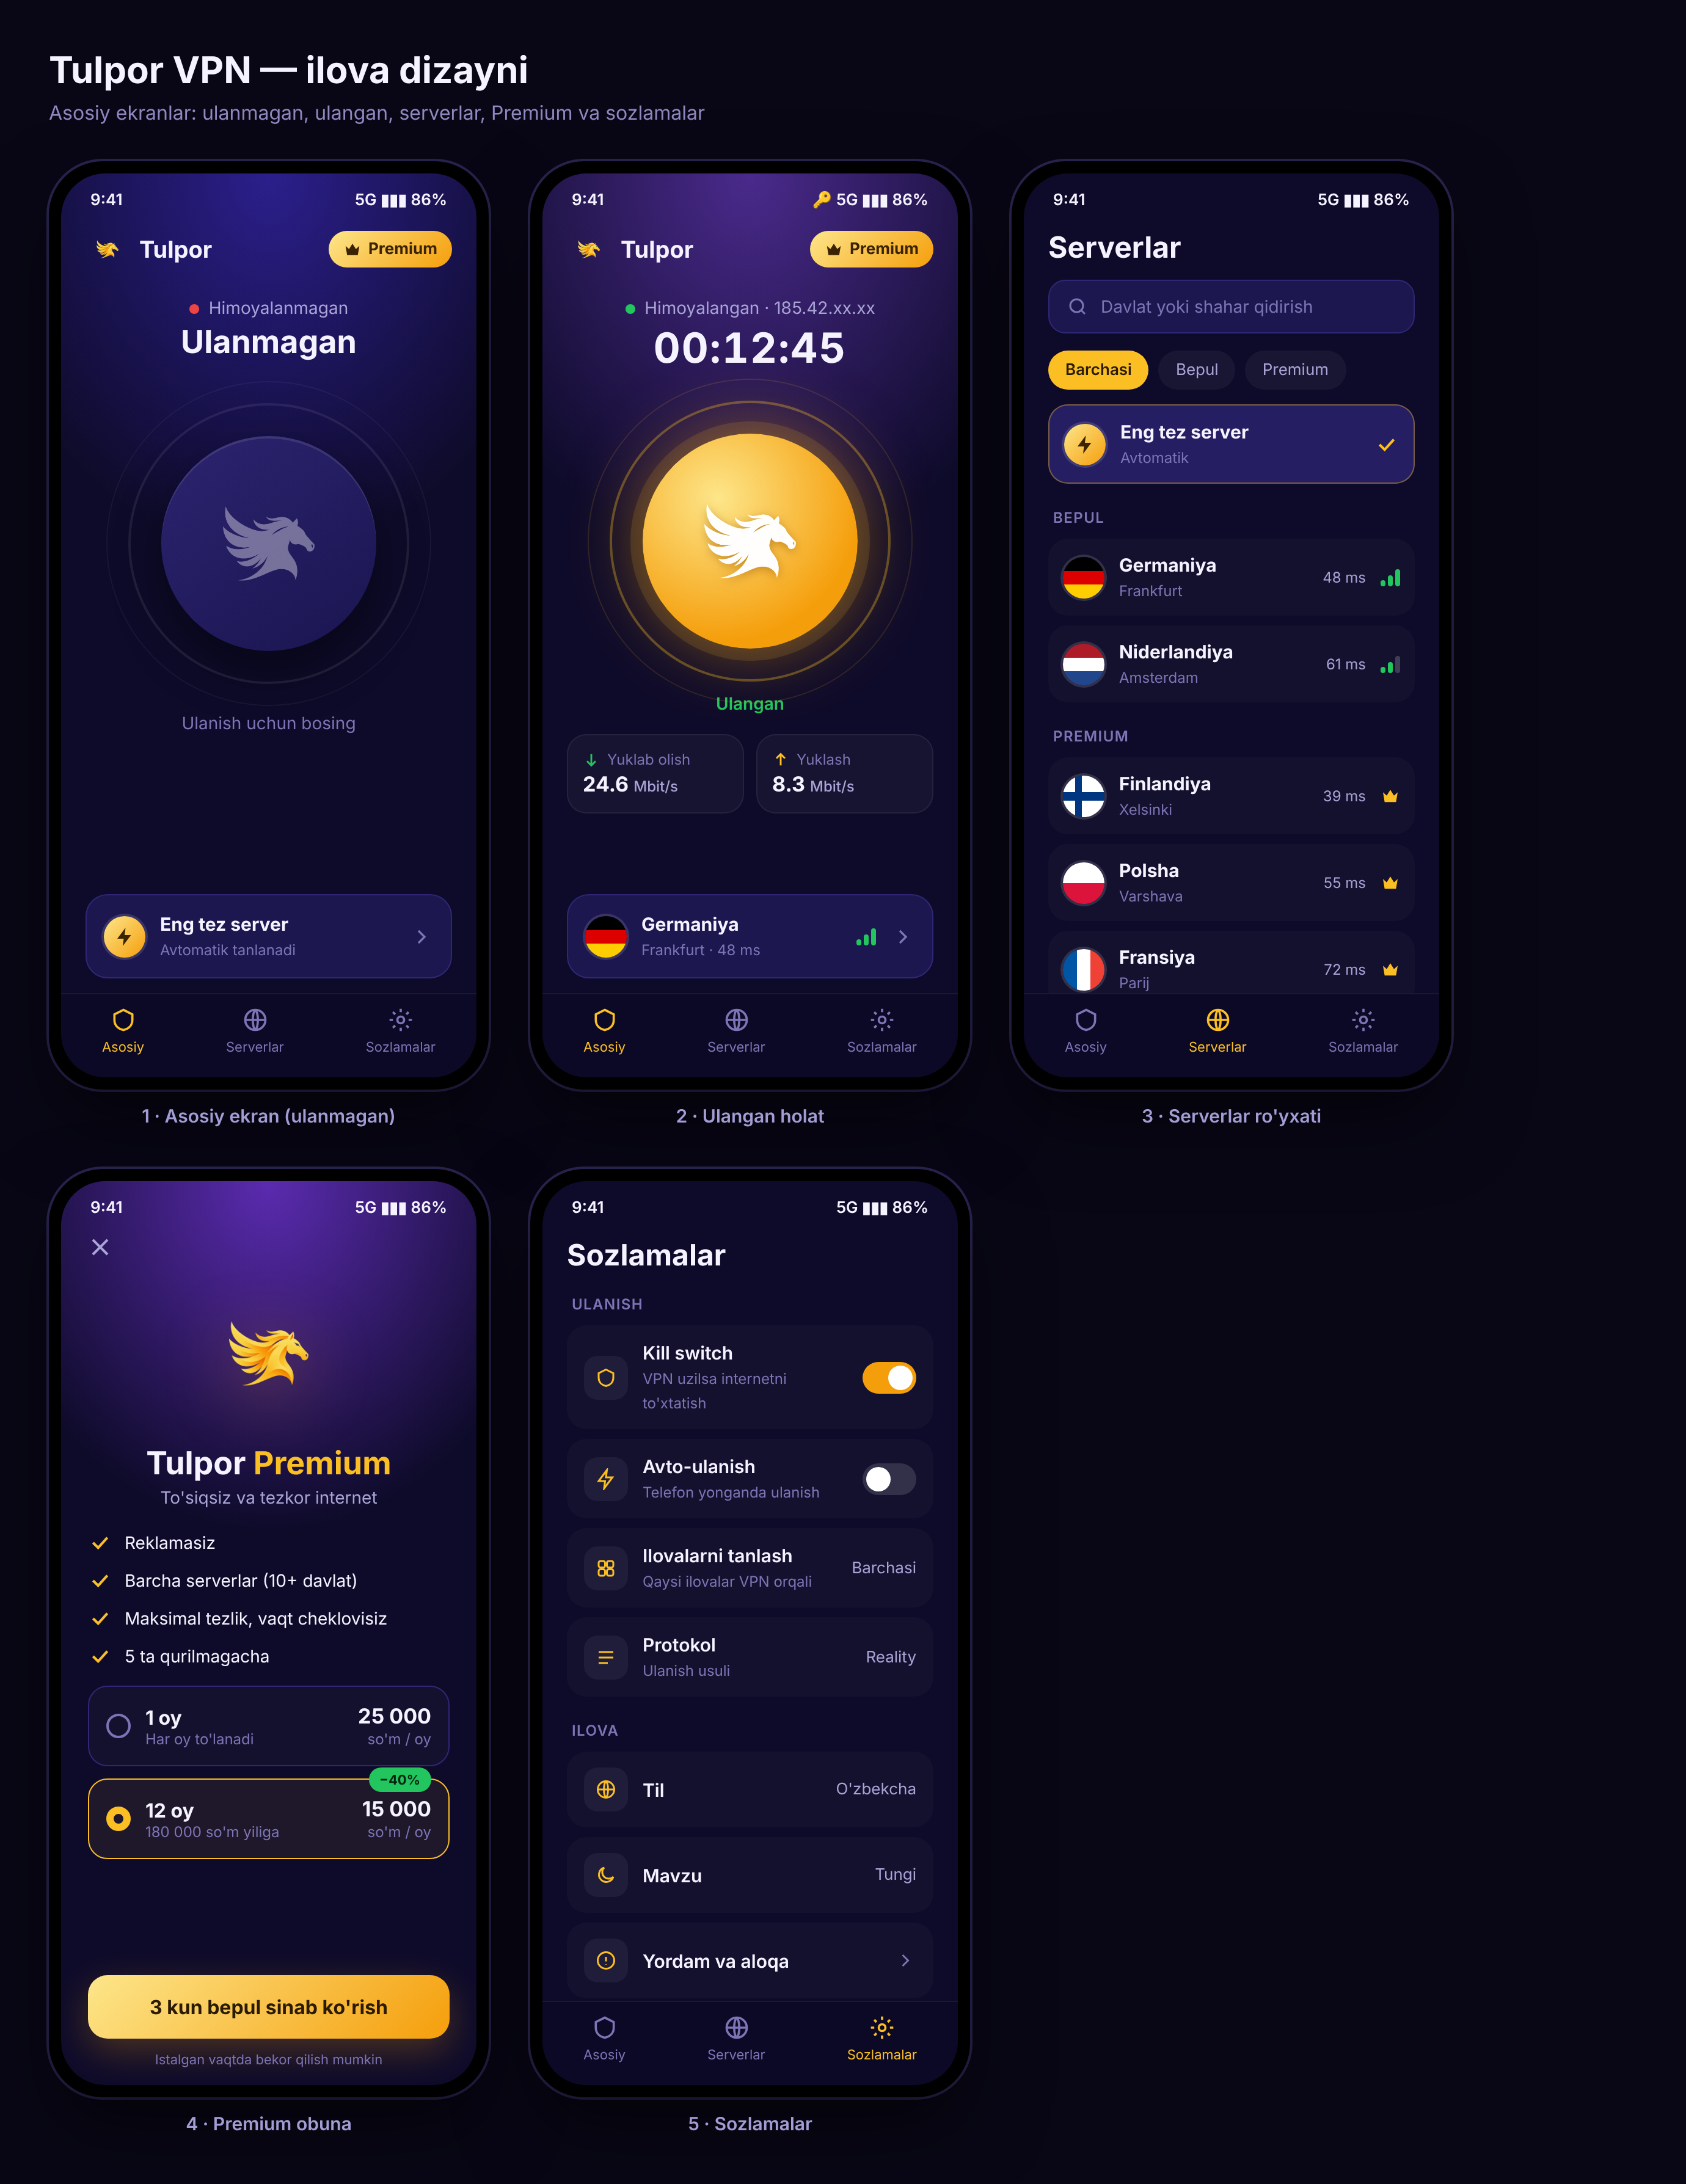 Tulpor VPN — ilova dizayni
Asosiy ekranlar: ulanmagan, ulangan, serverlar, Premium va sozlamalar
9:41
5G 86%
Tulpor
Premium
Himoyalanmagan
Ulanmagan
Ulanish uchun bosing
Eng tez server
Avtomatik tanlanadi
Asosiy
Serverlar
Sozlamalar
1 · Asosiy ekran (ulanmagan)
9:41
5G 86%
Tulpor
Premium
Himoyalangan · 185.42.xx.xx
00:12:45
Ulangan
Yuklab olish
24.6 Mbit/s
Yuklash
8.3 Mbit/s
Germaniya
Frankfurt · 48 ms
Asosiy
Serverlar
Sozlamalar
2 · Ulangan holat
9:41
5G 86%
Serverlar
Davlat yoki shahar qidirish
Barchasi
Bepul
Premium
Eng tez server
Avtomatik
BEPUL
Germaniya
Frankfurt
48 ms
Niderlandiya
Amsterdam
61 ms
PREMIUM
Finlandiya
Xelsinki
39 ms
Polsha
Varshava
55 ms
Fransiya
Parij
72 ms
Asosiy
Serverlar
Sozlamalar
3 · Serverlar ro'yxati
9:41
5G 86%
Tulpor Premium
To'siqsiz va tezkor internet
Reklamasiz
Barcha serverlar (10+ davlat)
Maksimal tezlik, vaqt cheklovisiz
5 ta qurilmagacha
1 oy
Har oy to'lanadi
25 000
so'm / oy
−40%
12 oy
180 000 so'm yiliga
15 000
so'm / oy
3 kun bepul sinab ko'rish
Istalgan vaqtda bekor qilish mumkin
4 · Premium obuna
9:41
5G 86%
Sozlamalar
ULANISH
Kill switch
VPN uzilsa internetni
to'xtatish
Avto-ulanish
Telefon yonganda ulanish
Ilovalarni tanlash
Qaysi ilovalar VPN orqali
Barchasi
Protokol
Ulanish usuli
Reality
ILOVA
Til
O'zbekcha
Mavzu
Tungi
Yordam va aloqa
Asosiy
Serverlar
Sozlamalar
5 · Sozlamalar